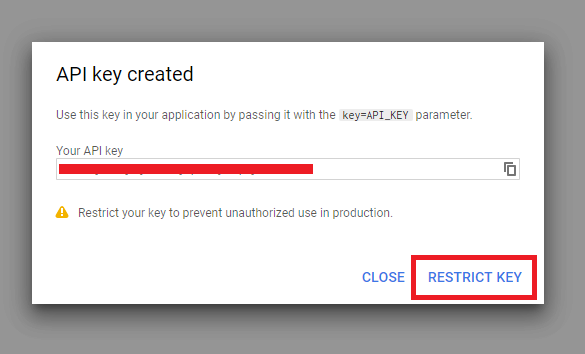 API key created
Use this key in your application by passing it with the key=API_KEY parameter.
Your API key
Restrict your key to prevent unauthorized use in production.
CLOSE RESTRICT KEY